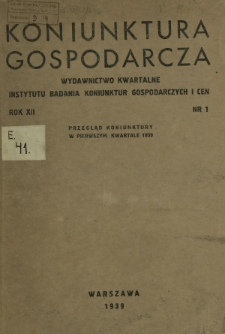 KONIUNKTURA
GOSPODARCZA
WYDAWNICTWO KWARTALNE
INSTYTUTU BADANIA KONIUNKTUR GOSPODARCZYCH I CEN
ROK XII
NR 1
E.
41.
PRZEGLĄD KONIUNKTURY
W PIERWSZYM KWARTALE 1939
WARSZAWA
1939